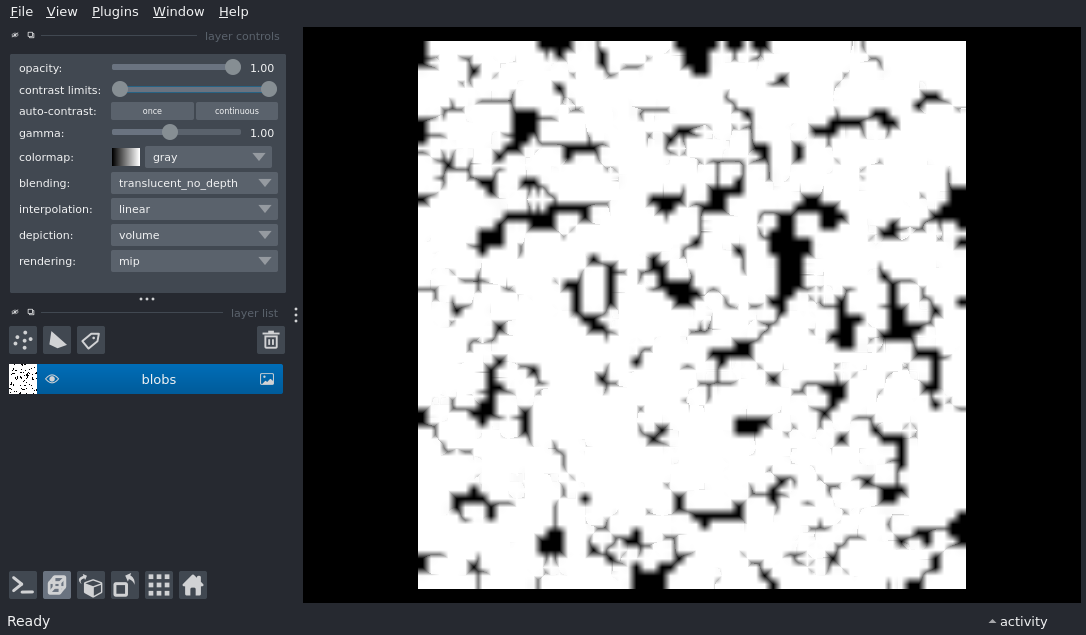 File View Plugins Window Help
layer controls
opacity: 1.00
contrast limits:
auto-contrast: once continuous
gamma: 1.00
colormap: gray
blending: translucent_no_depth
interpolation: linear
depiction: volume
rendering: mip
layer list
blobs
Ready activity